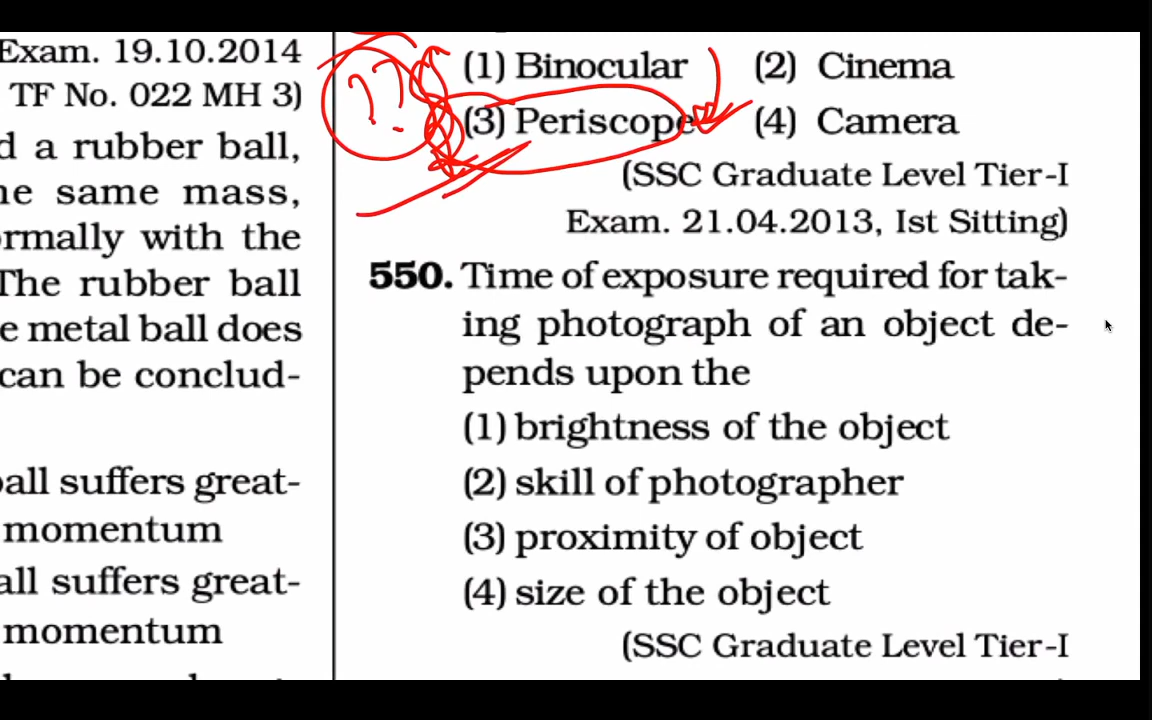 Exam. 19.10.2014
TF No. 022 MH 3)
d a rubber ball,
ne same mass,
ormally with the
The rubber ball
e metal ball does
can be conclud-
ball suffers great-
momentum
all suffers great-
momentum
??
(1) Binocular (2) Cinema
(3) Periscope (4) Camera
(SSC Graduate Level Tier-I
Exam. 21.04.2013, Ist Sitting)
550. Time of exposure required for tak-
ing photograph of an object de-
pends upon the
(1) brightness of the object
(2) skill of photographer
(3) proximity of object
(4) size of the object
(SSC Graduate Level Tier-I